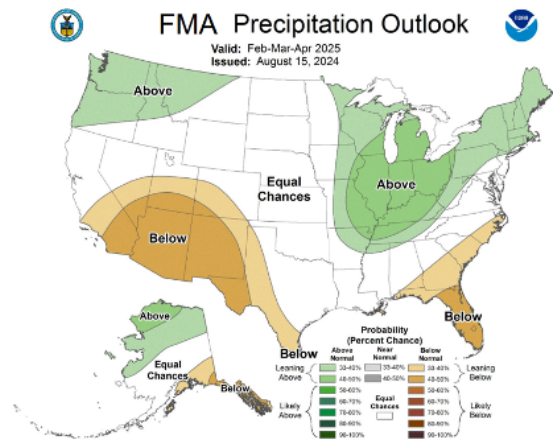 FMA Precipitation Outlook
Valid: Feb-Mar-Apr 2025
Issued: August 15, 2024
Above
Equal
Chances
Above
Below
Below
Above
Equal
Chances
Below
Below
Probability
(Percent Chance)
Above
Normal
Near
Normal
Below
Normal
Leaning
Above
33-40%
40-50%
33-40%
40-50%
33-40%
40-50%
Leaning
Below
Likely
Above
50-60%
60-70%
70-80%
80-90%
90-100%
Equal
Chances
50-60%
60-70%
70-80%
80-90%
90-100%
Likely
Below